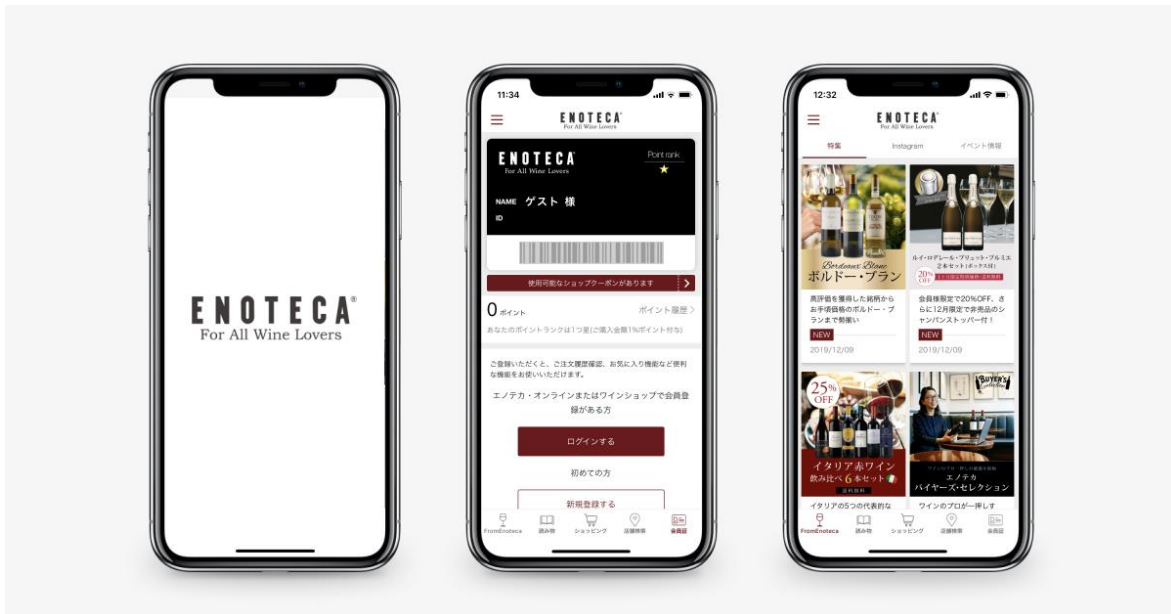 ENOTECA®
For All Wine Lovers
11:34
ENOTECA®
For All Wine Lovers
ENOTECA®
For All Wine Lovers
Point rank
NAME ゲスト 様
ID
使用可能なショップクーポンがあります
0 ポイント
ポイント履歴
あなたのポイントランクは1つ星(ご購入金額1%ポイント付与)
ご登録いただくと、ご注文履歴確認、お気に入り機能など便利
な機能をお使いいただけます。
エノテカ・オンラインまたはワインショップで会員登
録がある方
ログインする
初めての方
新規登録する
FromEnoteca 読み物 ショッピング 店舗検索 会員証
12:32
ENOTECA®
For All Wine Lovers
特集 Instagram イベント情報
Bordeaux Blanc
ボルドー・ブラン
高評価を獲得した銘柄から
お手頃価格のボルドー・ブ
ランまで勢揃い
NEW
2019/12/09
ルイ・ロデレール・ブリュット・プルミエ
2本セット(ボックス付)
20%
OFF
会員様限定で20%OFF、さ
らに12月限定で非売品のシ
ャンパンストッパー付！
NEW
2019/12/09
25%
OFF
イタリア赤ワイン
飲み比べ6本セット
送料無料
イタリアの5つの代表的な
BUYER'S
エノテカ
バイヤーズ・セレクション
ワインのプロが一押しす
FromEnoteca 読み物 ショッピング 店舗検索 会員証